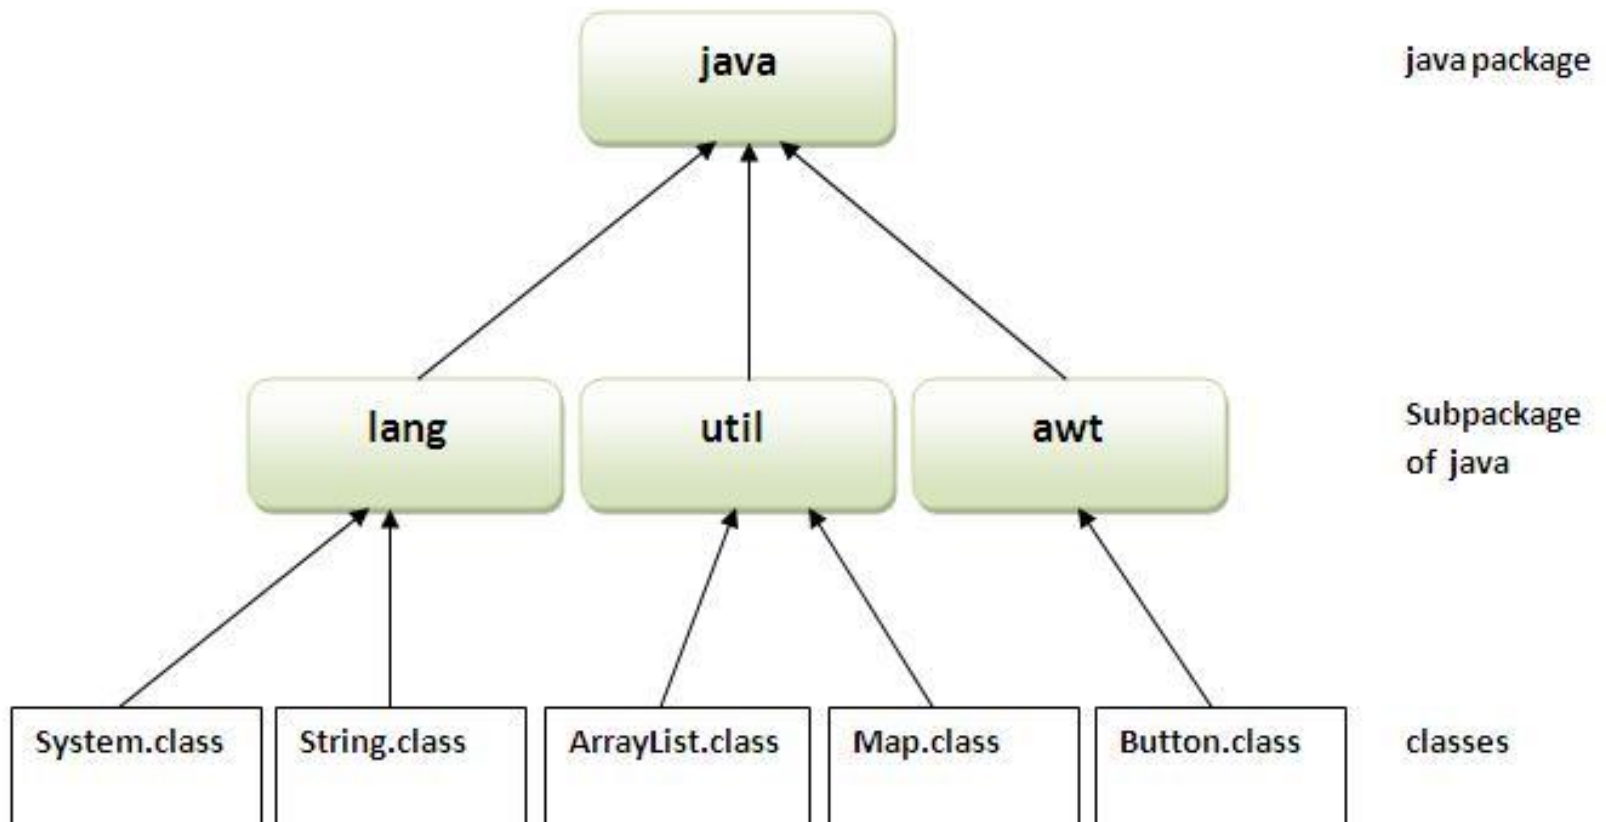 java
java package
lang
util
awt
Subpackage
of java
System.class
String.class
ArrayList.class
Map.class
Button.class
classes